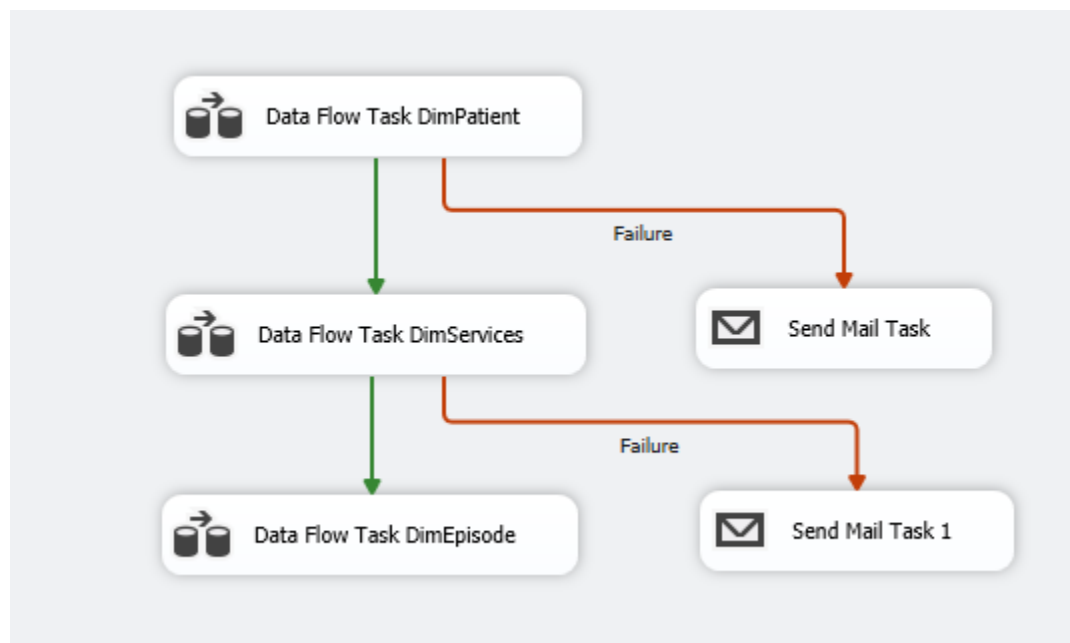 Data Flow Task DimPatient
Failure
Send Mail Task
Data Flow Task DimServices
Failure
Send Mail Task 1
Data Flow Task DimEpisode